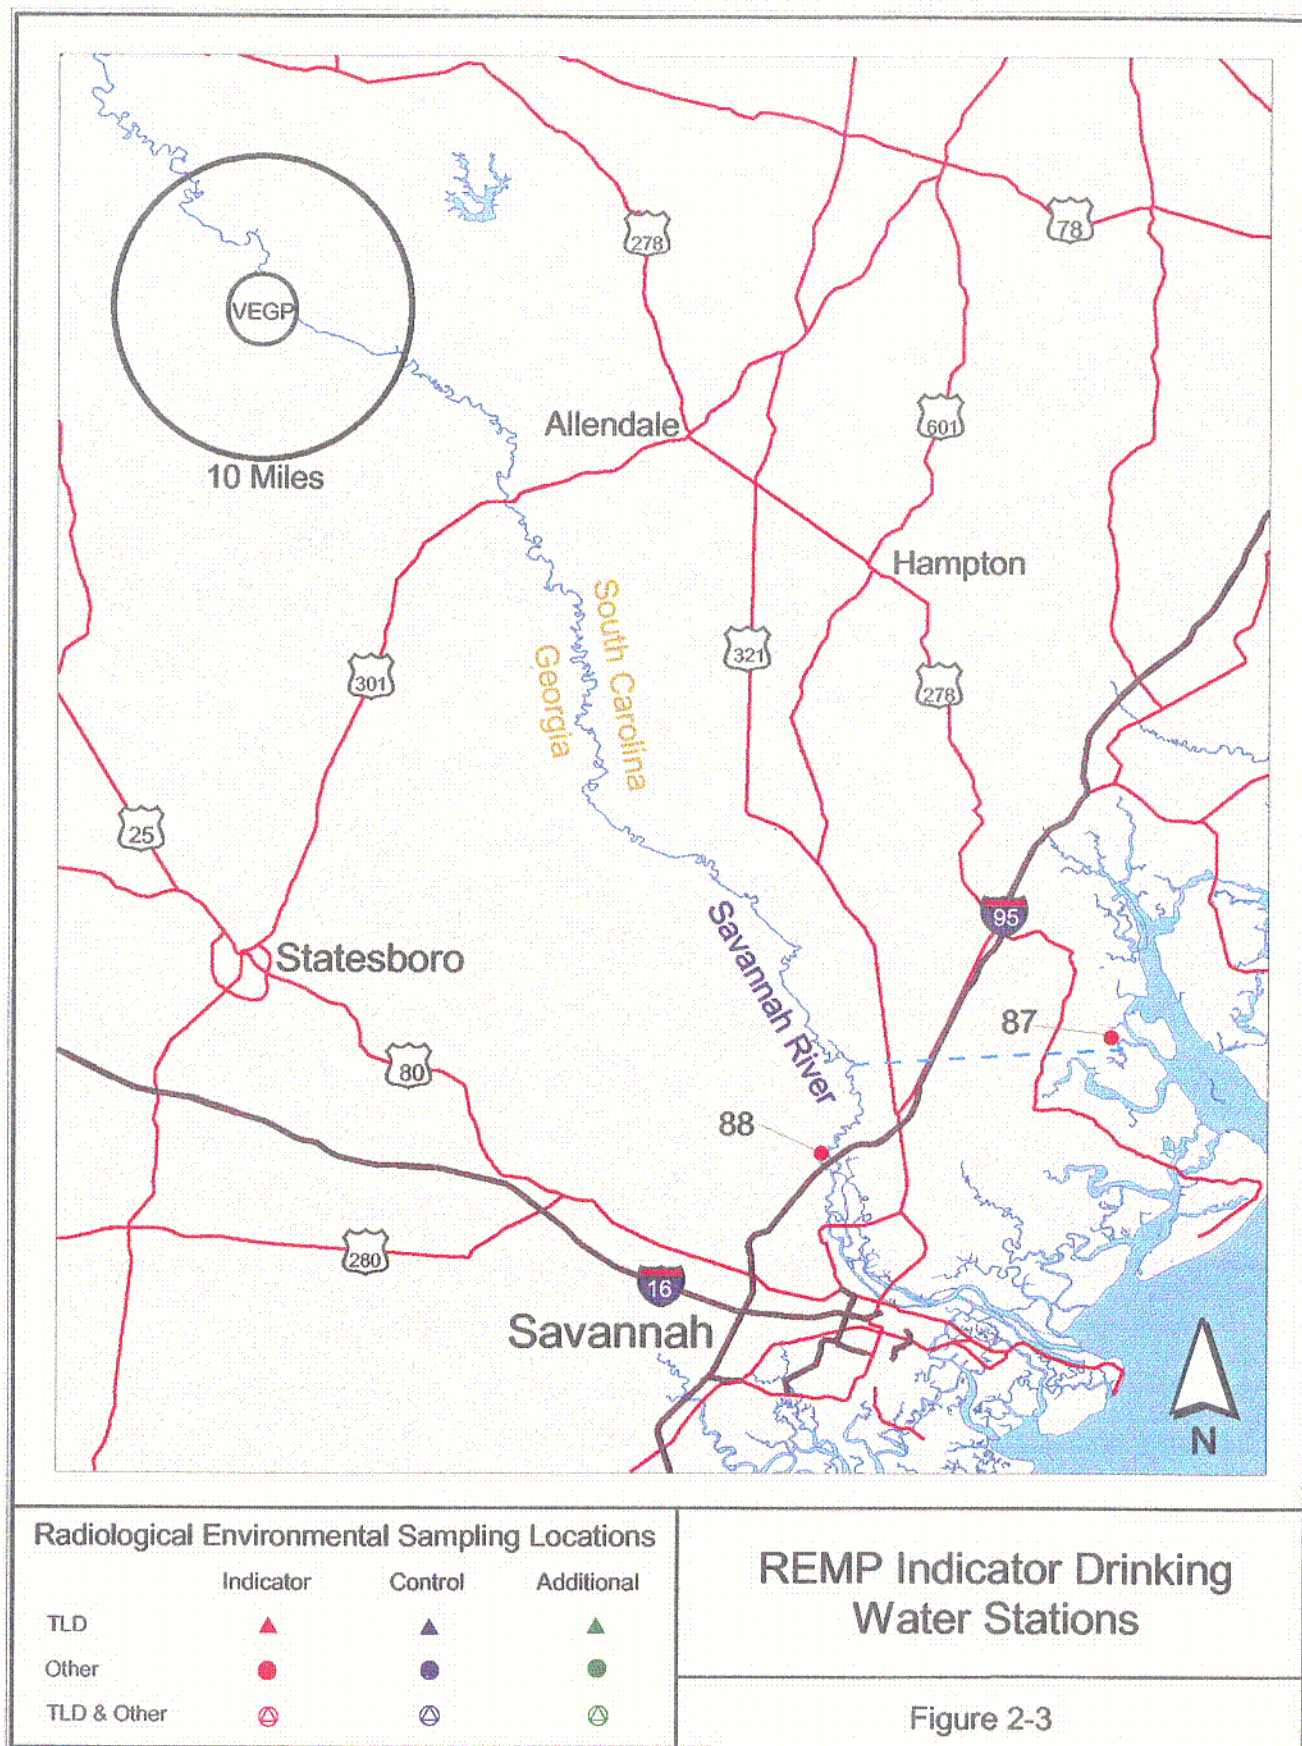 278
78
VEGP
Allendale
601
10 Miles
Hampton
South Carolina
Georgia
321
301
278
25
95
Savannah River
Statesboro
87
80
88
280
16
Savannah
N
Radiological Environmental Sampling Locations
Indicator Control Additional
TLD
Other
TLD & Other
REMP Indicator Drinking
Water Stations
Figure 2-3